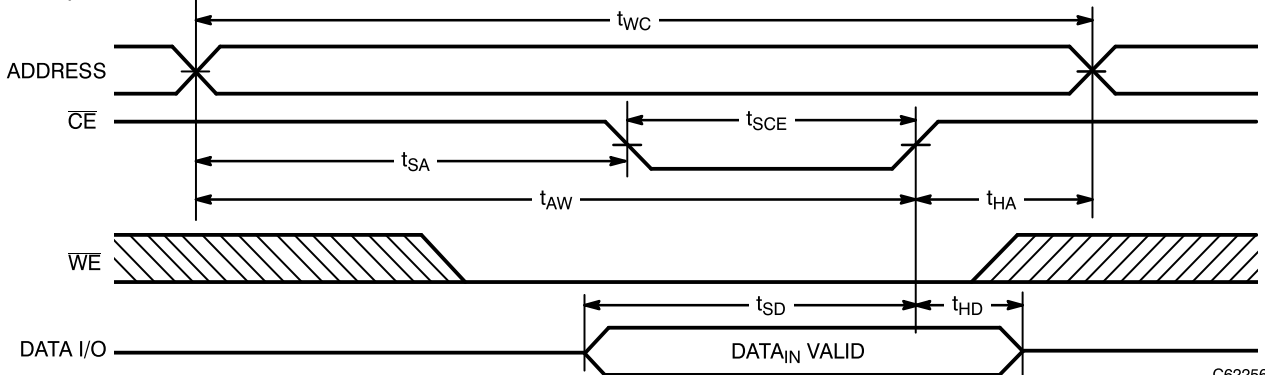 tWC
ADDRESS
CE
tSCE
tSA
tAW
tHA
WE
tSD
tHD
DATA I/O
DATAIN VALID